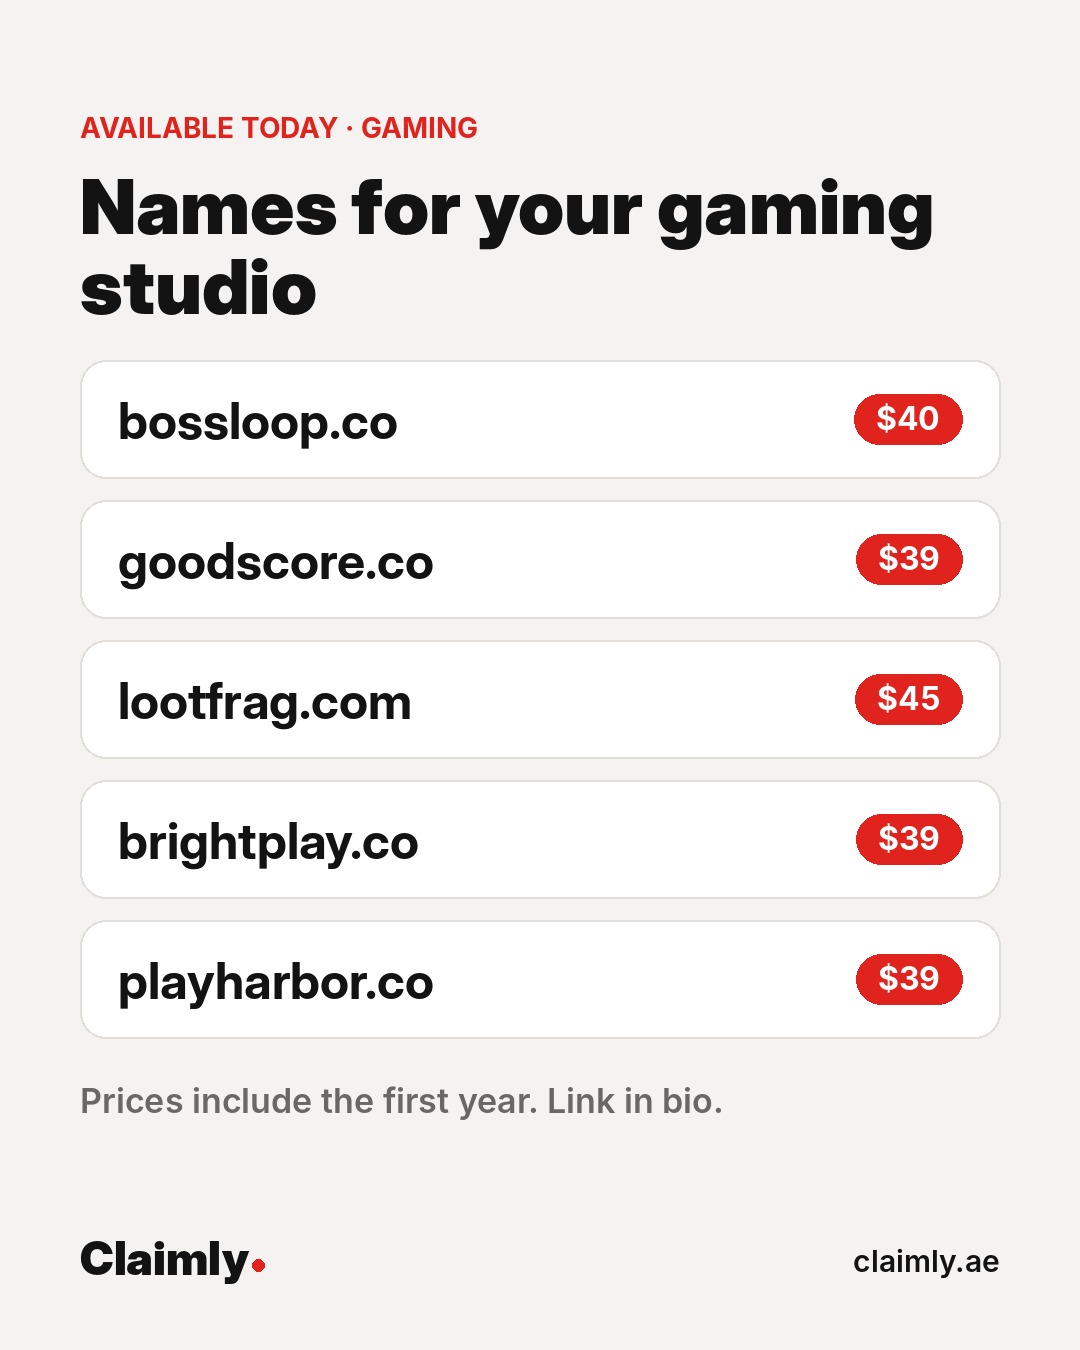 AVAILABLE TODAY · GAMING
Names for your gaming
studio
bossloop.co $40
goodscore.co $39
lootfrag.com $45
brightplay.co $39
playharbor.co $39
Prices include the first year. Link in bio.
Claimly. claimly.ae